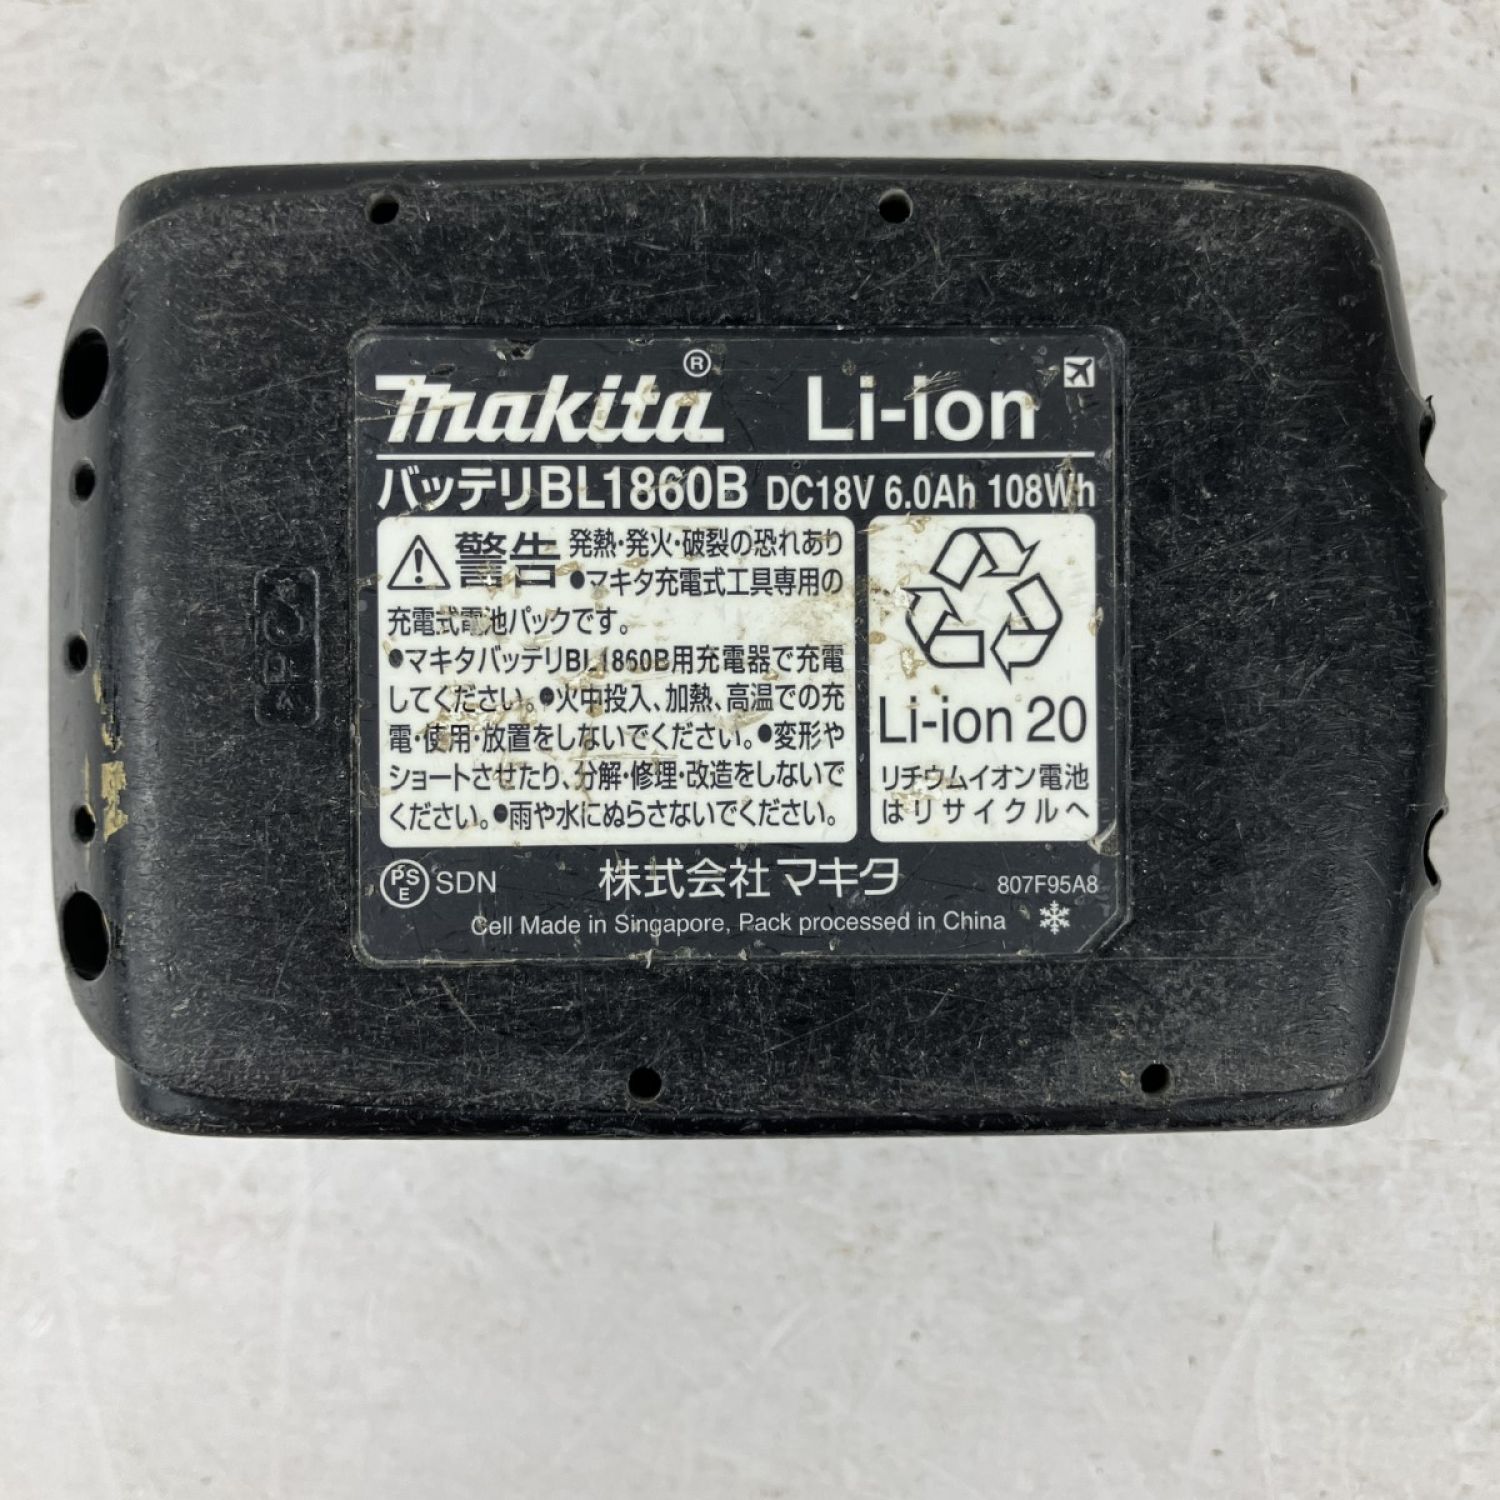 makita® Li-ion
バッテリBL1860B DC18V 6.0Ah 108Wh
警告 発熱・発火・破裂の恐れあり
●マキタ充電式工具専用の
充電式電池パックです。
●マキタバッテリBL1860B用充電器で充電
してください。●火中投入、加熱、高温での充
電・使用・放置をしないでください。●変形や
ショートさせたり、分解・修理・改造をしないで
ください。●雨や水にぬらさないでください。
Li-ion 20
リチウムイオン電池
はリサイクルへ
PSE SDN 株式会社マキタ 807F95A8
Cell Made in Singapore, Pack processed in China